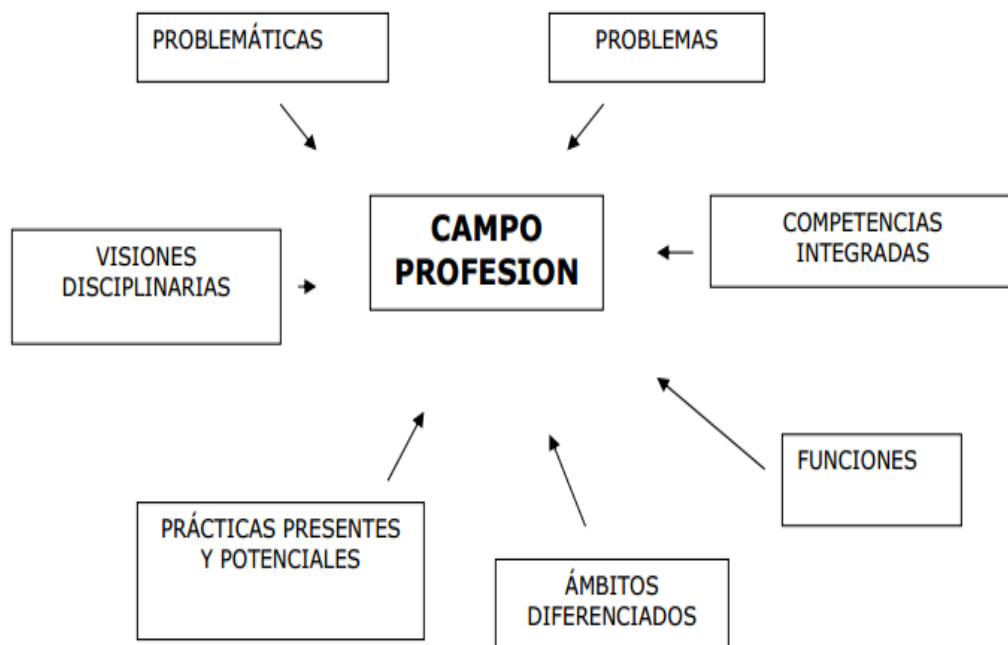 PROBLEMÁTICAS
PROBLEMAS
CAMPO
PROFESION
COMPETENCIAS
INTEGRADAS
VISIONES
DISCIPLINARIAS
FUNCIONES
PRÁCTICAS PRESENTES
Y POTENCIALES
ÁMBITOS
DIFERENCIADOS